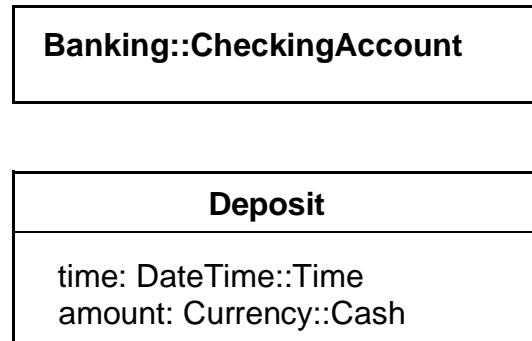 Banking::CheckingAccount
Deposit
time: DateTime::Time
amount: Currency::Cash